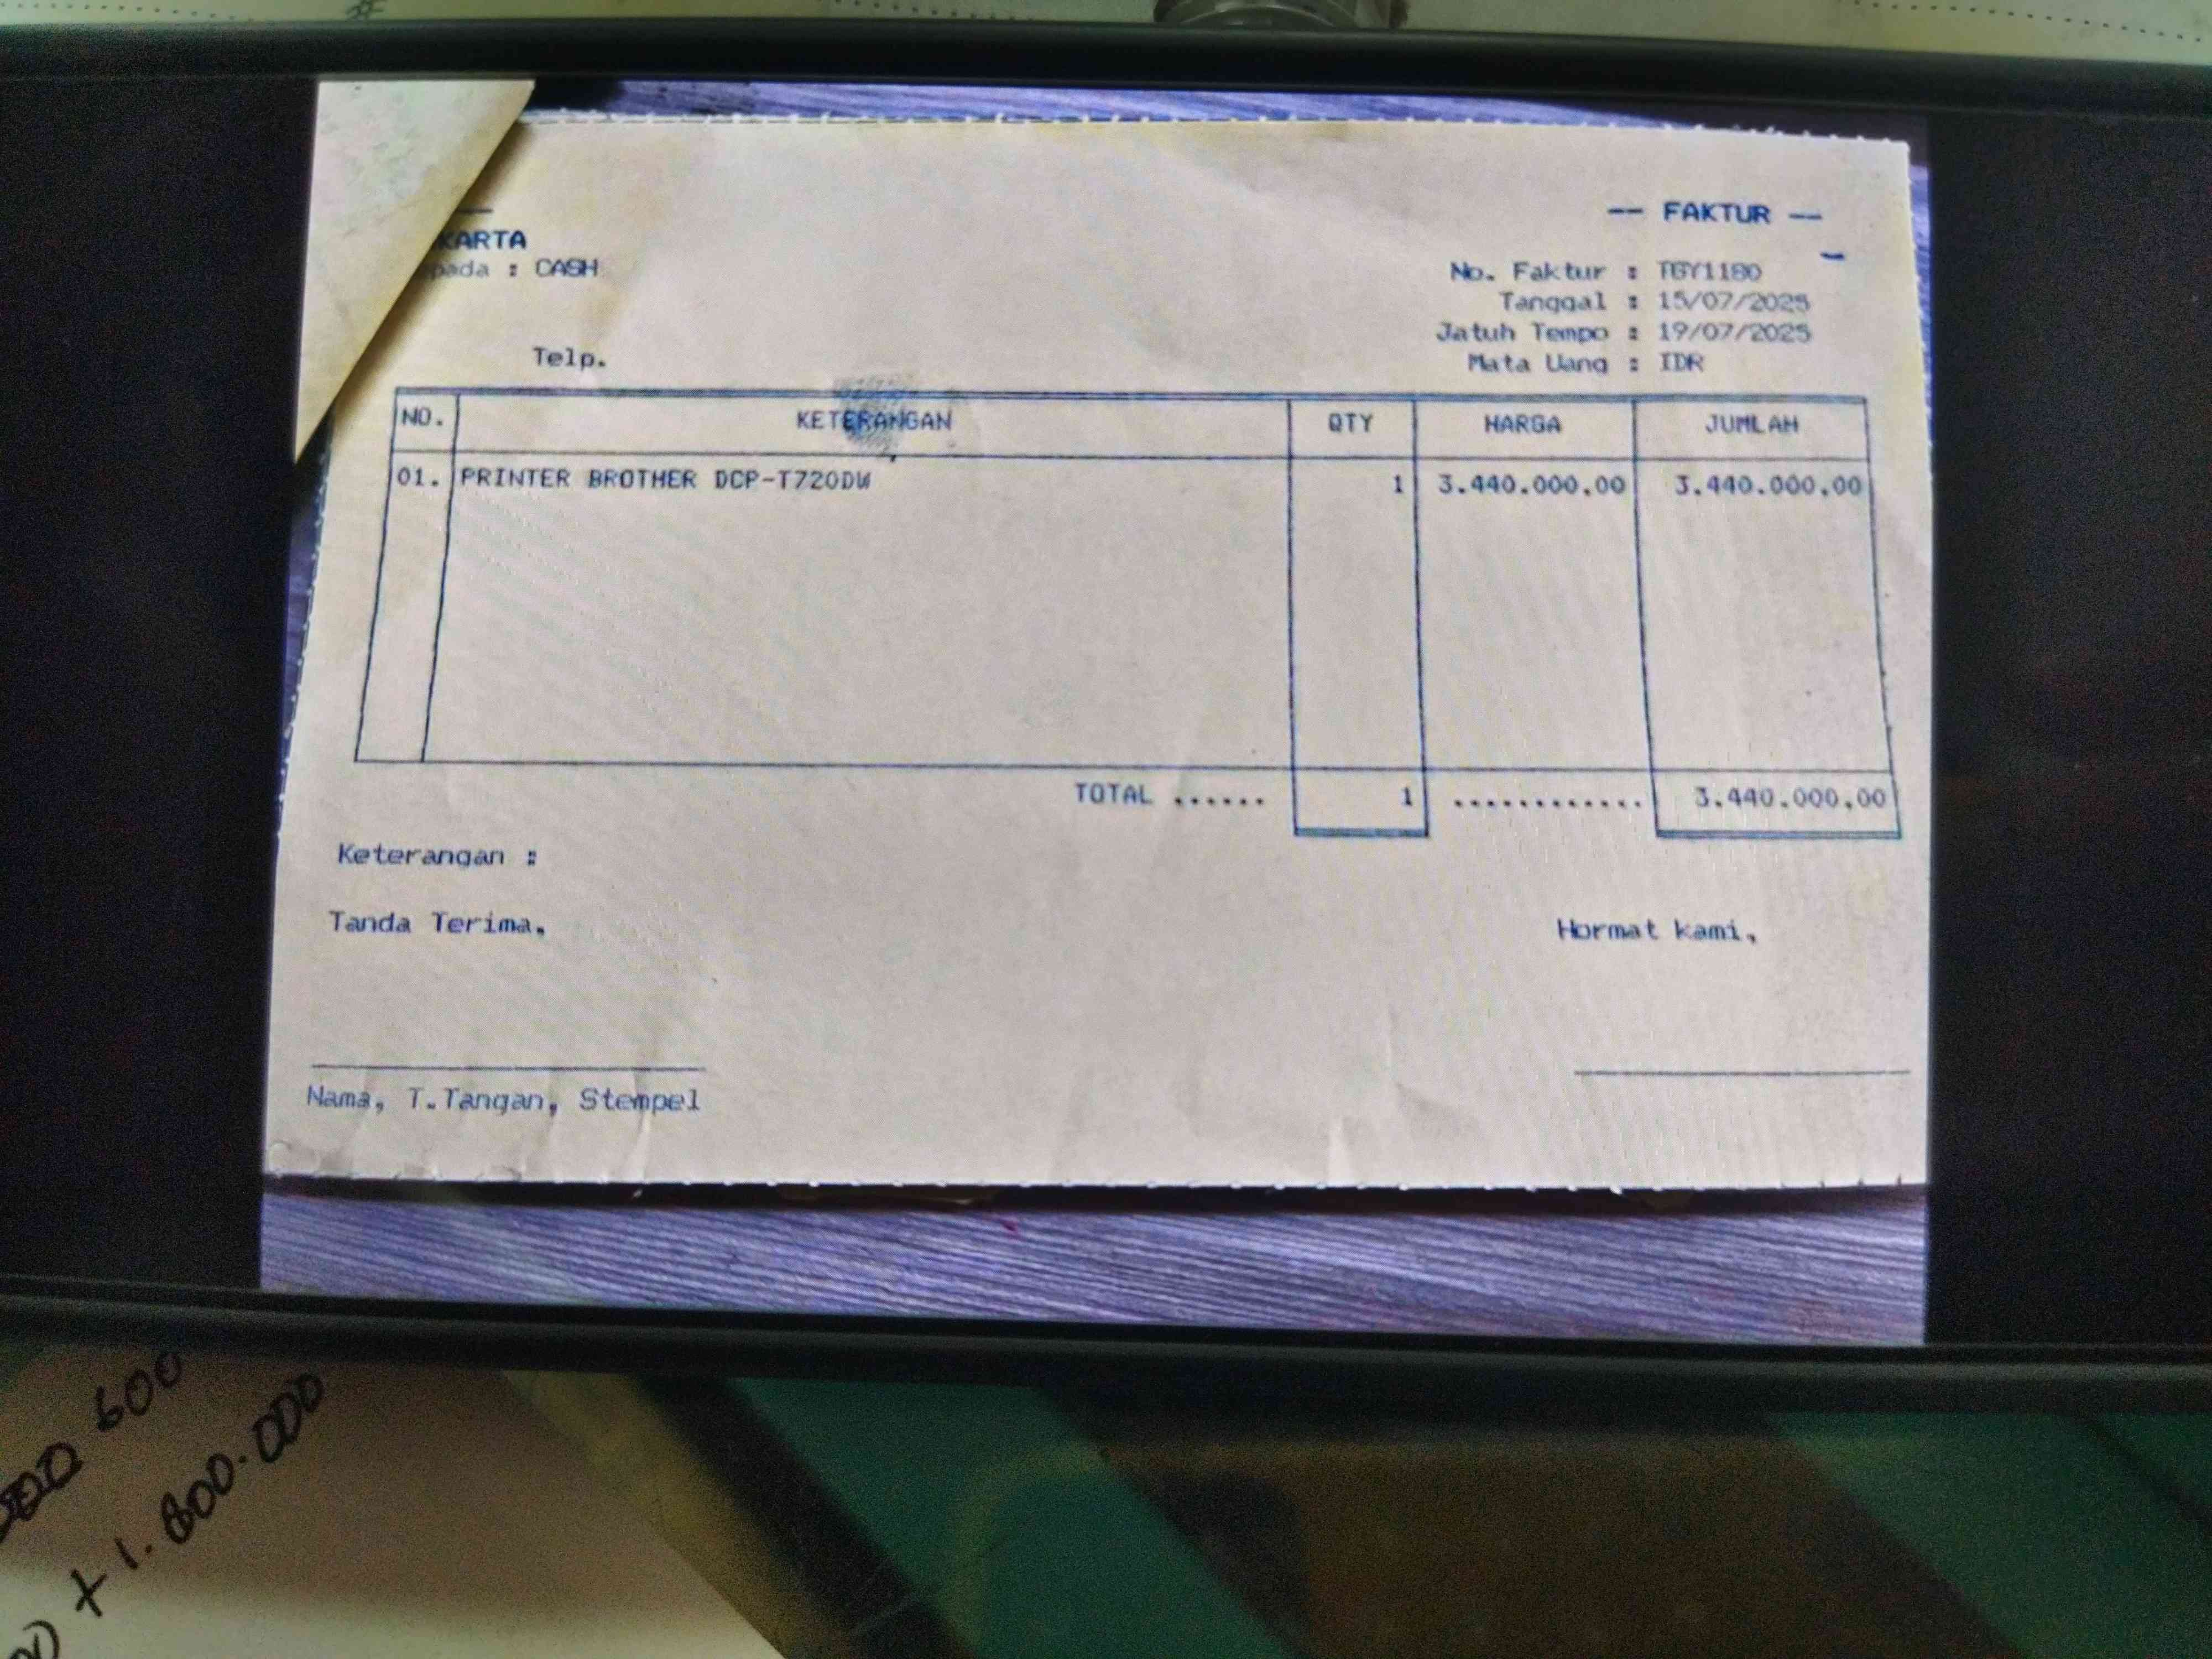 -- FAKTUR --
KARTA
pada : CASH
No. Faktur : TGY1180
Tanggal : 15/07/2025
Jatuh Tempo : 19/07/2025
Telp.
Mata Uang : IDR
NO. KETERANGAN QTY HARGA JUMLAH
01. PRINTER BROTHER DCP-T720DW 1 3.440.000,00 3.440.000,00
TOTAL ...... 1 ............ 3.440.000,00
Keterangan :
Tanda Terima, Hormat kami,
Nama, T.Tangan, Stempel
600
+ 1.800.000